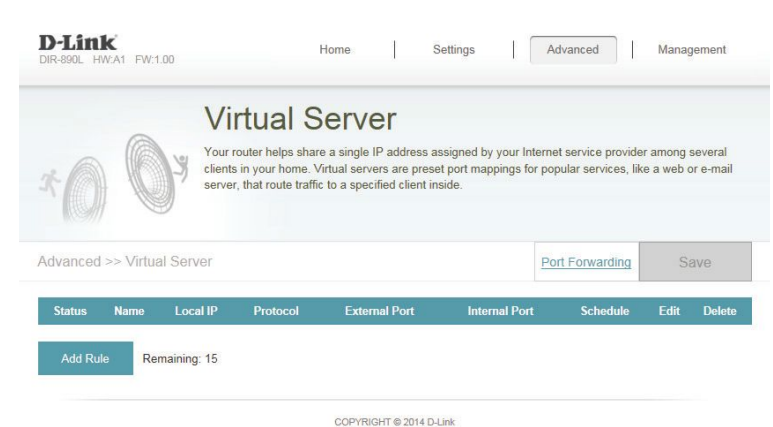 D-Link
DIR-890L HW:A1 FW:1.00
Home
Settings
Advanced
Management
Virtual Server
Your router helps share a single IP address assigned by your Internet service provider among several
clients in your home. Virtual servers are preset port mappings for popular services, like a web or e-mail
server, that route traffic to a specified client inside.
Advanced >> Virtual Server
Port Forwarding
Save
Status Name Local IP Protocol External Port Internal Port Schedule Edit Delete
Add Rule
Remaining: 15
COPYRIGHT © 2014 D-Link